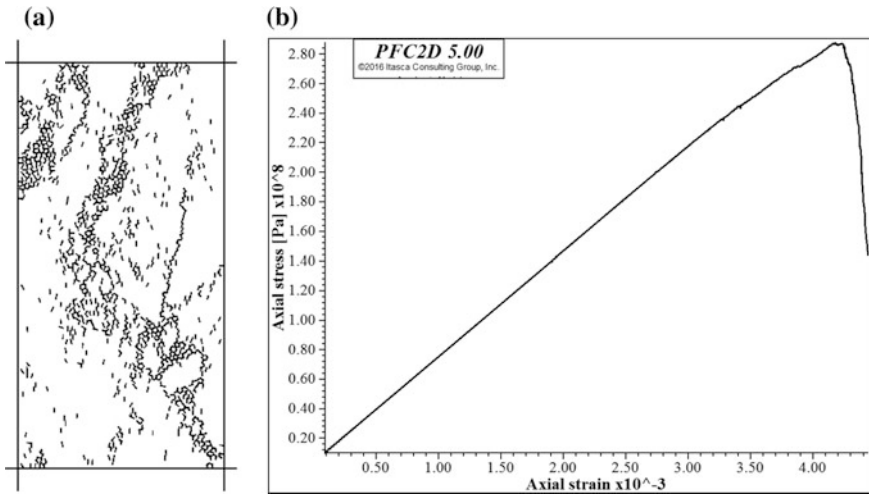 (a)
(b)
PFC2D 5.00
©2016 Itasca Consulting Group, Inc.
Axial stress [Pa] x10^8
2.80
2.60
2.40
2.20
2.00
1.80
1.60
1.40
1.20
1.00
0.80
0.60
0.40
0.20
0.50 1.00 1.50 2.00 2.50 3.00 3.50 4.00
Axial strain x10^-3